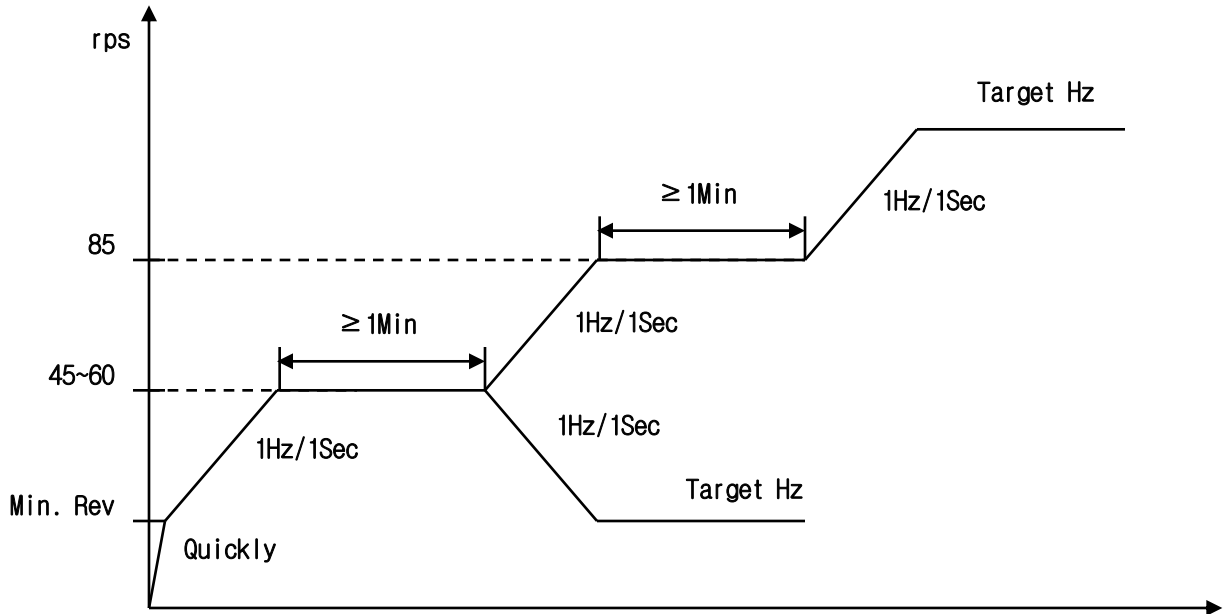 rps
Target Hz
≥1Min
1Hz/1Sec
85
≥1Min
1Hz/1Sec
45~60
1Hz/1Sec
1Hz/1Sec
Target Hz
Min. Rev
Quickly